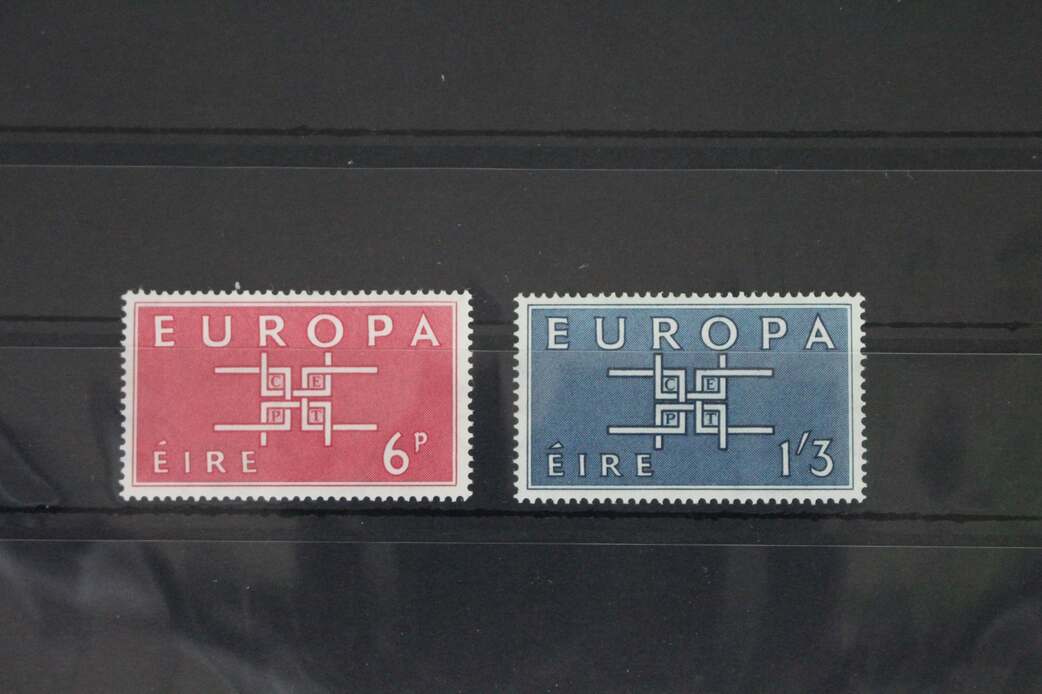 EUROPA
C E
P T
ÉIRE 6P
EUROPA
C E
P T
ÉIRE 1/3